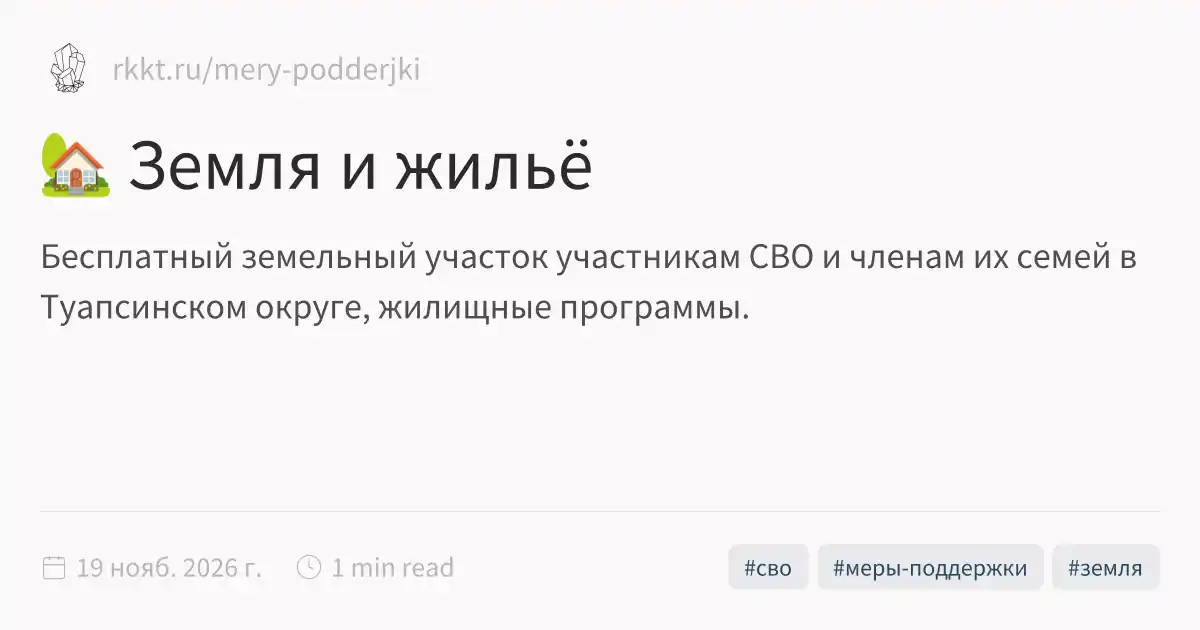 rkkt.ru/mery-podderjki
Земля и жильё
Бесплатный земельный участок участникам СВО и членам их семей в
Туапсинском округе, жилищные программы.
19 нояб. 2026 г.
1 min read
#сво
#меры-поддержки
#земля